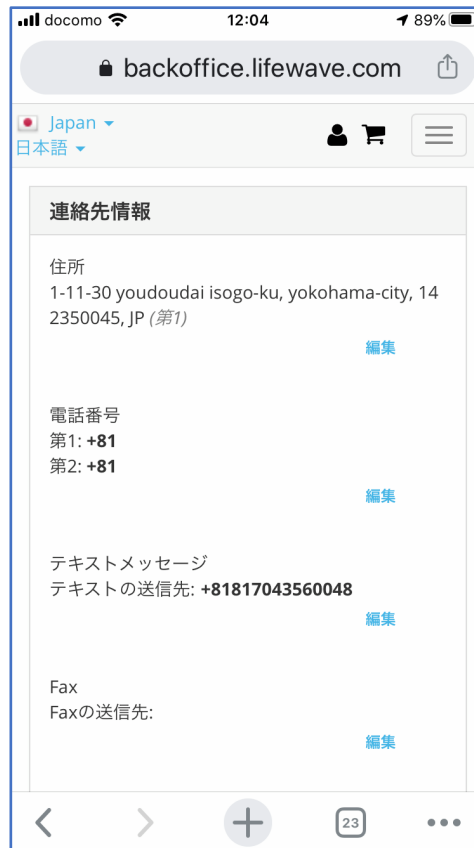 docomo 12:04 89%
backoffice.lifewave.com
Japan
日本語
連絡先情報
住所
1-11-30 youdoudai isogo-ku, yokohama-city, 14
2350045, JP (第1)
編集
電話番号
第1: +81
第2: +81
編集
テキストメッセージ
テキストの送信先: +81817043560048
編集
Fax
Faxの送信先:
編集
23